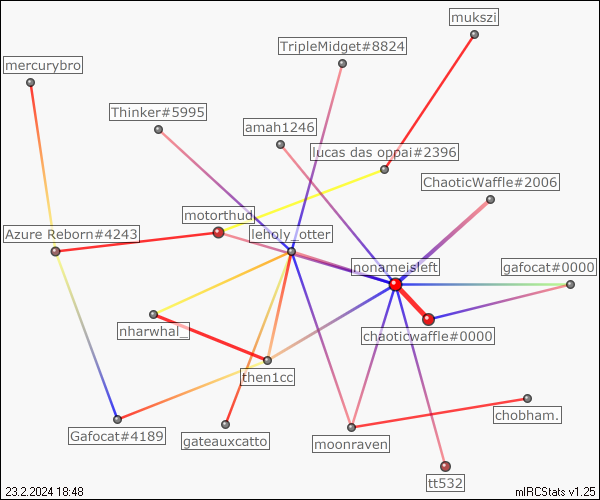 mukszi
TripleMidget#8824
mercurybro
Thinker#5995
amah1246
lucas das oppai#2396
ChaoticWaffle#2006
motorthud
Azure Reborn#4243
leholy_otter
nonameisleft
gafocat#0000
nharwhal_
chaoticwaffle#0000
then1cc
chobham.
Gafocat#4189
gateauxcatto
moonraven
tt532
23.2.2024 18:48
mIRCStats v1.25